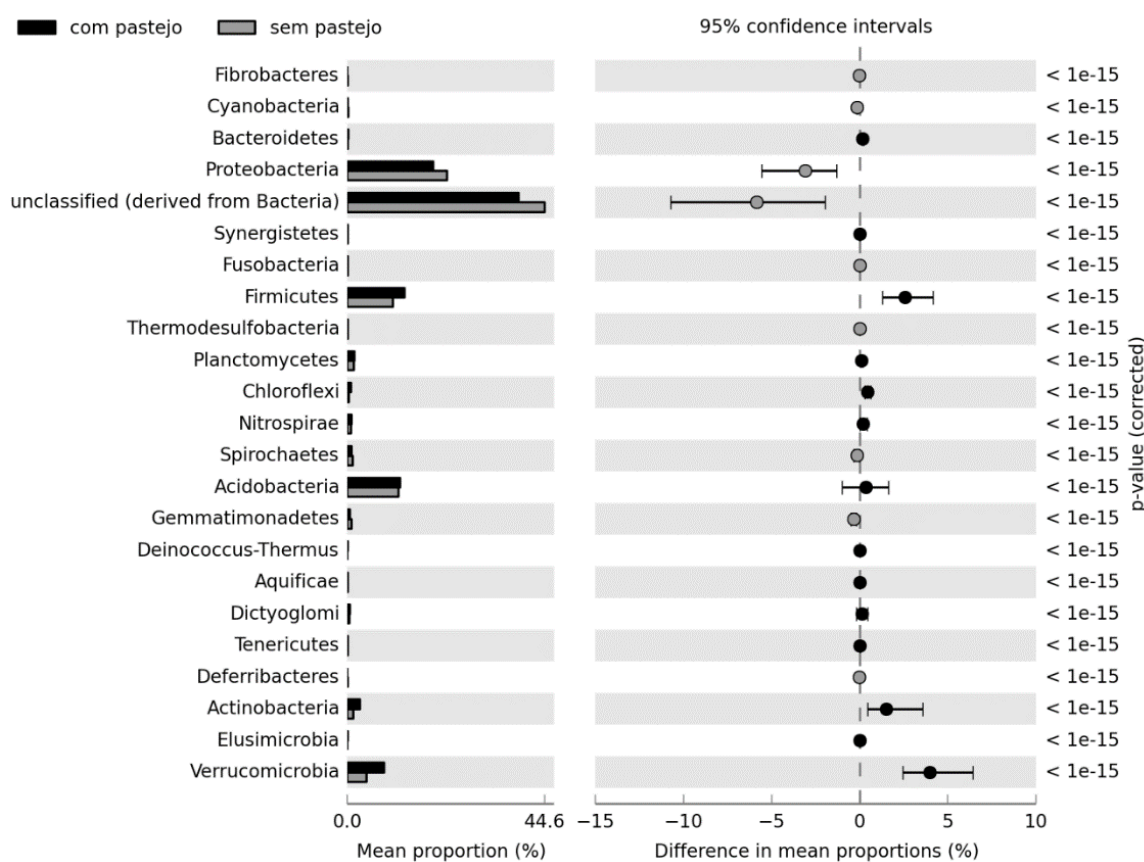 com pastejo sem pastejo 95% confidence intervals
Fibrobacteres < 1e-15
Cyanobacteria < 1e-15
Bacteroidetes < 1e-15
Proteobacteria < 1e-15
unclassified (derived from Bacteria) < 1e-15
Synergistetes < 1e-15
Fusobacteria < 1e-15
Firmicutes < 1e-15
Thermodesulfobacteria < 1e-15
Planctomycetes < 1e-15
Chloroflexi < 1e-15
Nitrospirae < 1e-15
Spirochaetes < 1e-15
Acidobacteria < 1e-15
Gemmatimonadetes < 1e-15
Deinococcus-Thermus < 1e-15
Aquificae < 1e-15
Dictyoglomi < 1e-15
Tenericutes < 1e-15
Deferribacteres < 1e-15
Actinobacteria < 1e-15
Elusimicrobia < 1e-15
Verrucomicrobia < 1e-15
p-value (corrected)
0.0 44.6 −15 −10 −5 0 5 10
Mean proportion (%) Difference in mean proportions (%)